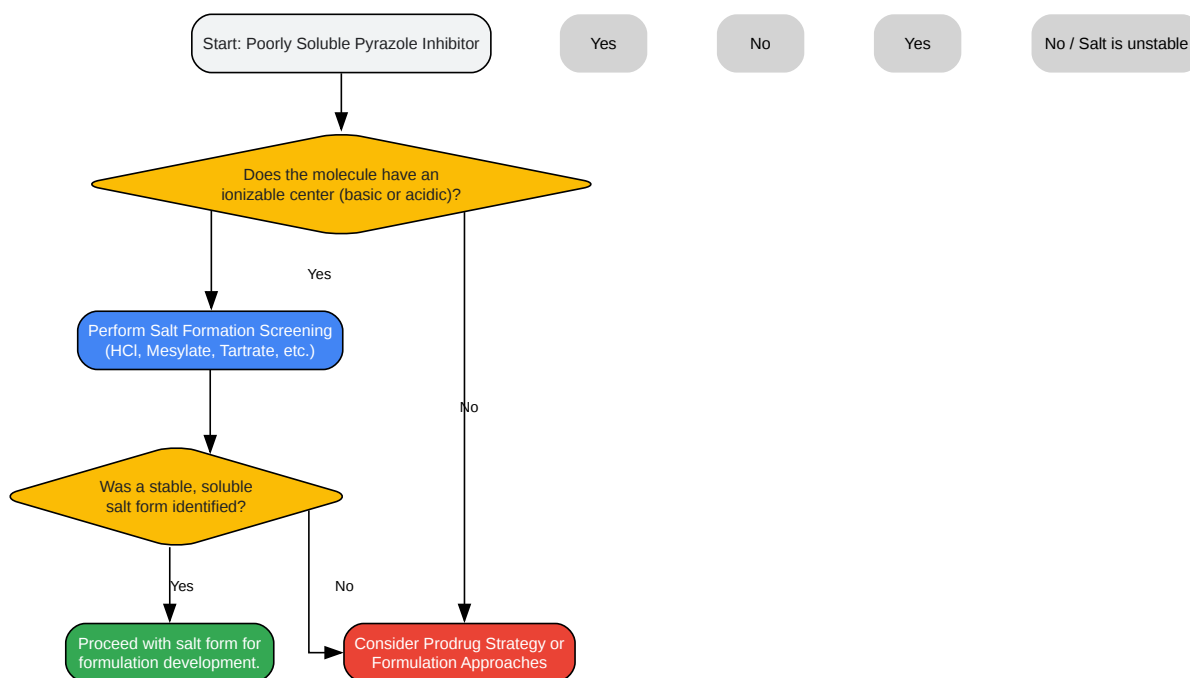 Start: Poorly Soluble Pyrazole Inhibitor
Yes
No
Yes
No / Salt is unstable
Does the molecule have an
ionizable center (basic or acidic)?
Yes
Perform Salt Formation Screening
(HCl, Mesylate, Tartrate, etc.)
No
Was a stable, soluble
salt form identified?
Yes
No
Proceed with salt form for
formulation development.
Consider Prodrug Strategy or
Formulation Approaches